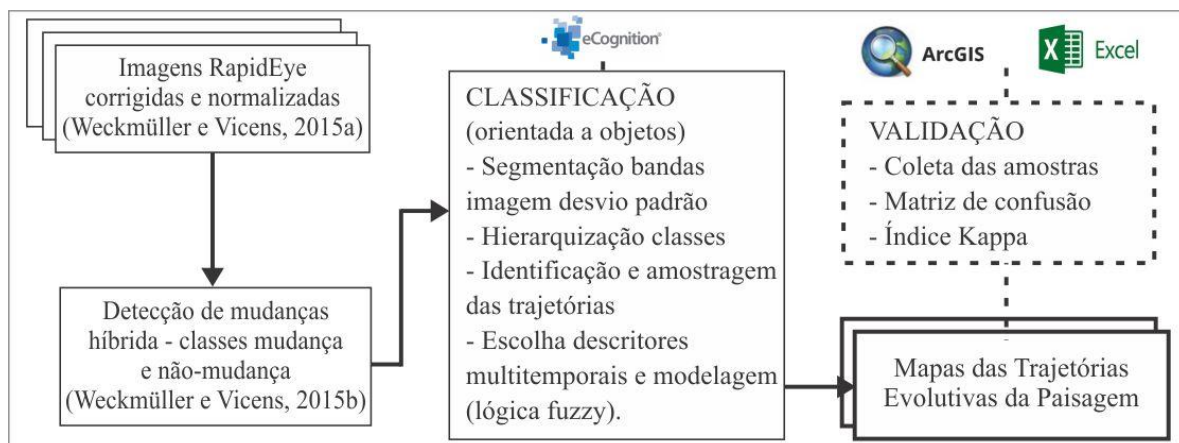 Imagens RapidEye
corrigidas e normalizadas
(Weckmüller e Vicens, 2015a)
Detecção de mudanças
híbrida - classes mudança
e não-mudança
(Weckmüller e Vicens, 2015b)
eCognition®
CLASSIFICAÇÃO
(orientada a objetos)
- Segmentação bandas
imagem desvio padrão
- Hierarquização classes
- Identificação e amostragem
das trajetórias
- Escolha descritores
multitemporais e modelagem
(lógica fuzzy).
ArcGIS
X Excel
VALIDAÇÃO
- Coleta das amostras
- Matriz de confusão
- Índice Kappa
Mapas das Trajetórias
Evolutivas da Paisagem